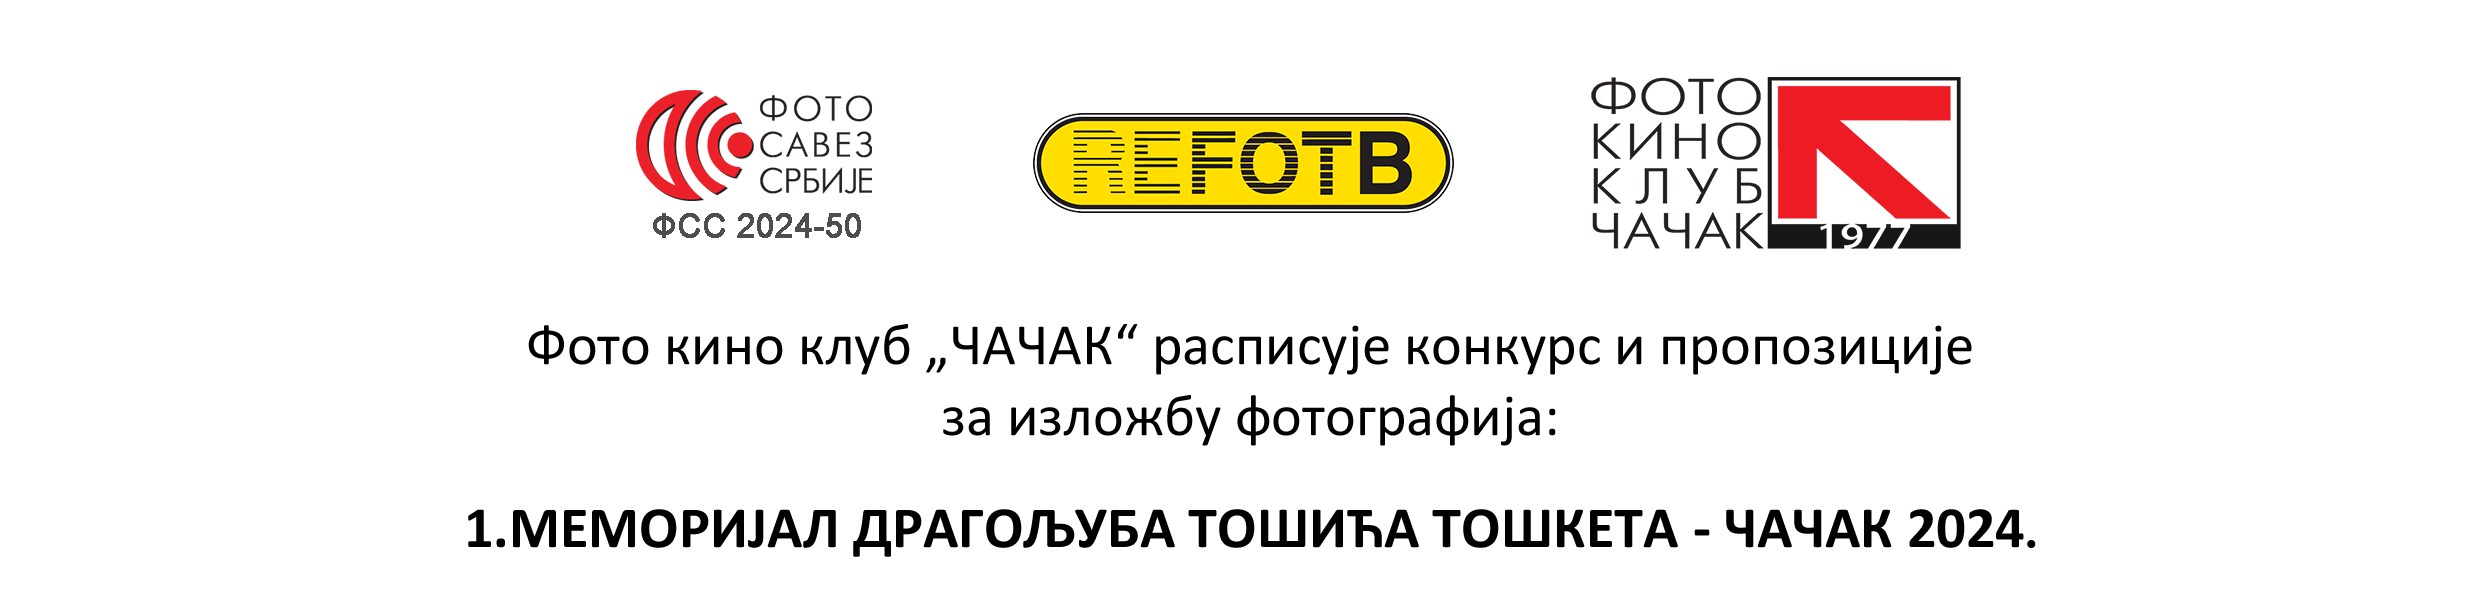 ФОТО
САВЕЗ
СРБИЈЕ
ФСС 2024-50
REFOTB
ФОТО
КИНО
КЛУБ
ЧАЧАК
1977
Фото кино клуб „ЧАЧАК“ расписује конкурс и пропозиције
за изложбу фотографија:
1.МЕМОРИЈАЛ ДРАГОЉУБА ТОШИЋА ТОШКЕТА - ЧАЧАК 2024.